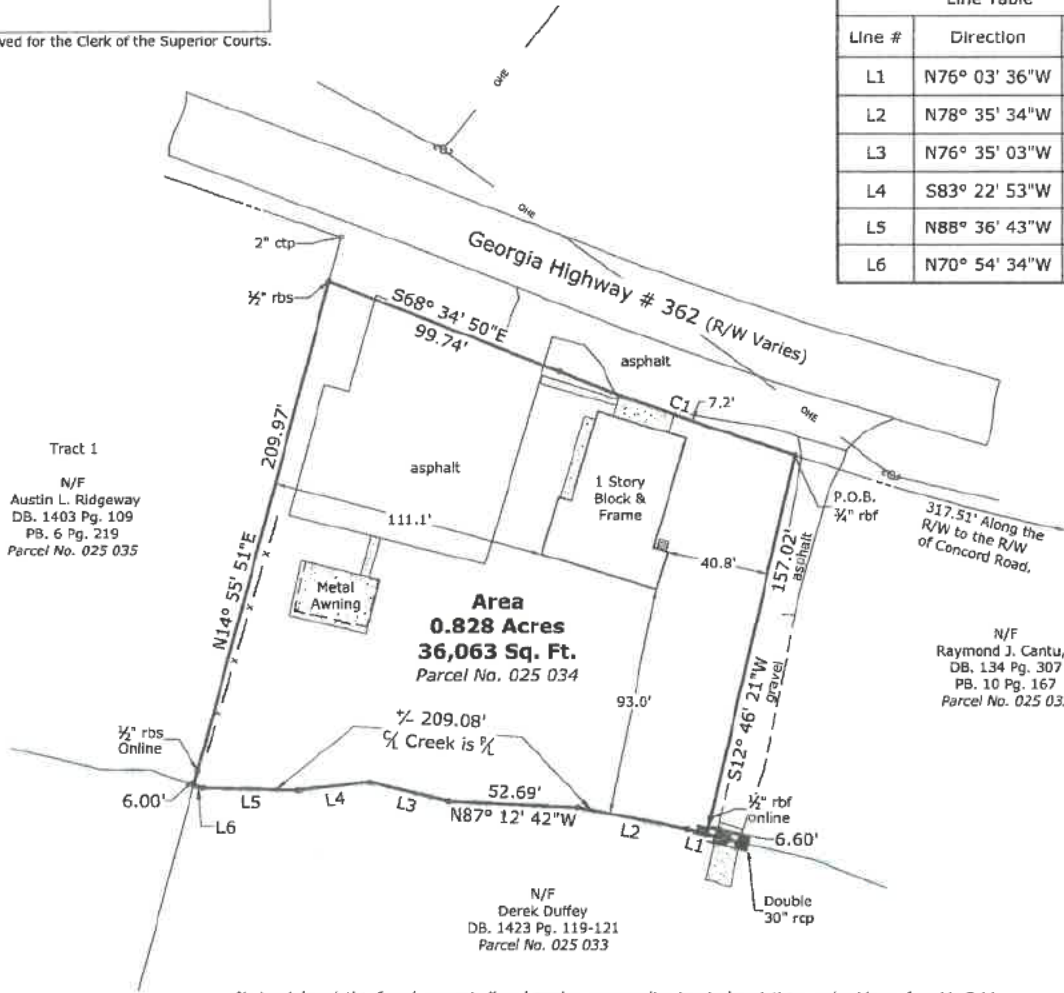 ved for the Clerk of the Superior Courts.
Line #
Direction
L1
N76° 03' 36"W
L2
N78° 35' 34"W
L3
N76° 35' 03"W
L4
S83° 22' 53"W
L5
N88° 36' 43"W
L6
N70° 54' 34"W
OHE
OHE
Georgia Highway # 362 (R/W Varies)
2" ctp
½" rbs
S68° 34' 50"E
99.74'
asphalt
C1
7.2'
OHE
Tract 1
N/F
Austin L. Ridgeway
DB. 1403 Pg. 109
PB. 6 Pg. 219
Parcel No. 025 035
209.97'
N14° 55' 51"E
x
x
x
asphalt
1 Story
Block &
Frame
P.O.B.
¾" rbf
317.51' Along the
R/W to the R/W
of Concord Road.
111.1'
40.8'
157.02'
asphalt
S12° 46' 21"W
gravel
Metal
Awning
Area
0.828 Acres
36,063 Sq. Ft.
Parcel No. 025 034
N/F
Raymond J. Cantu,
DB. 134 Pg. 307
PB. 10 Pg. 167
Parcel No. 025 03
93.0'
+/- 209.08'
C/L Creek is P/L
½" rbs
Online
6.00'
L6
L5
L4
L3
52.69'
N87° 12' 42"W
L2
L1
½" rbf
online
6.60'
Double
30" rcp
N/F
Derek Duffey
DB. 1423 Pg. 119-121
Parcel No. 025 033